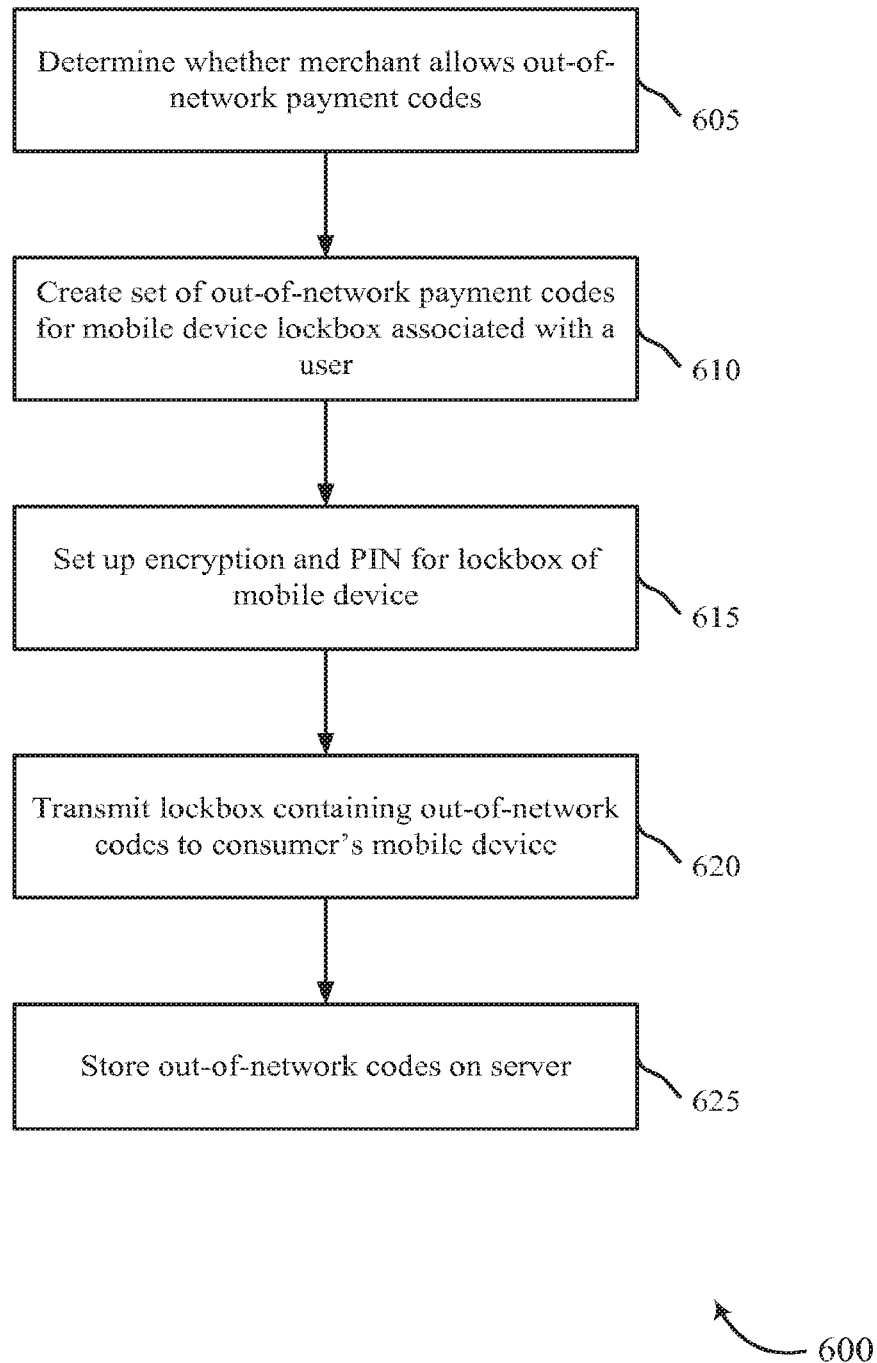 Determine whether merchant allows out-of-
network payment codes
605
Create set of out-of-network payment codes
for mobile device lockbox associated with a
user
610
Set up encryption and PIN for lockbox of
mobile device
615
Transmit lockbox containing out-of-network
codes to consumer's mobile device
620
Store out-of-network codes on server
625
600